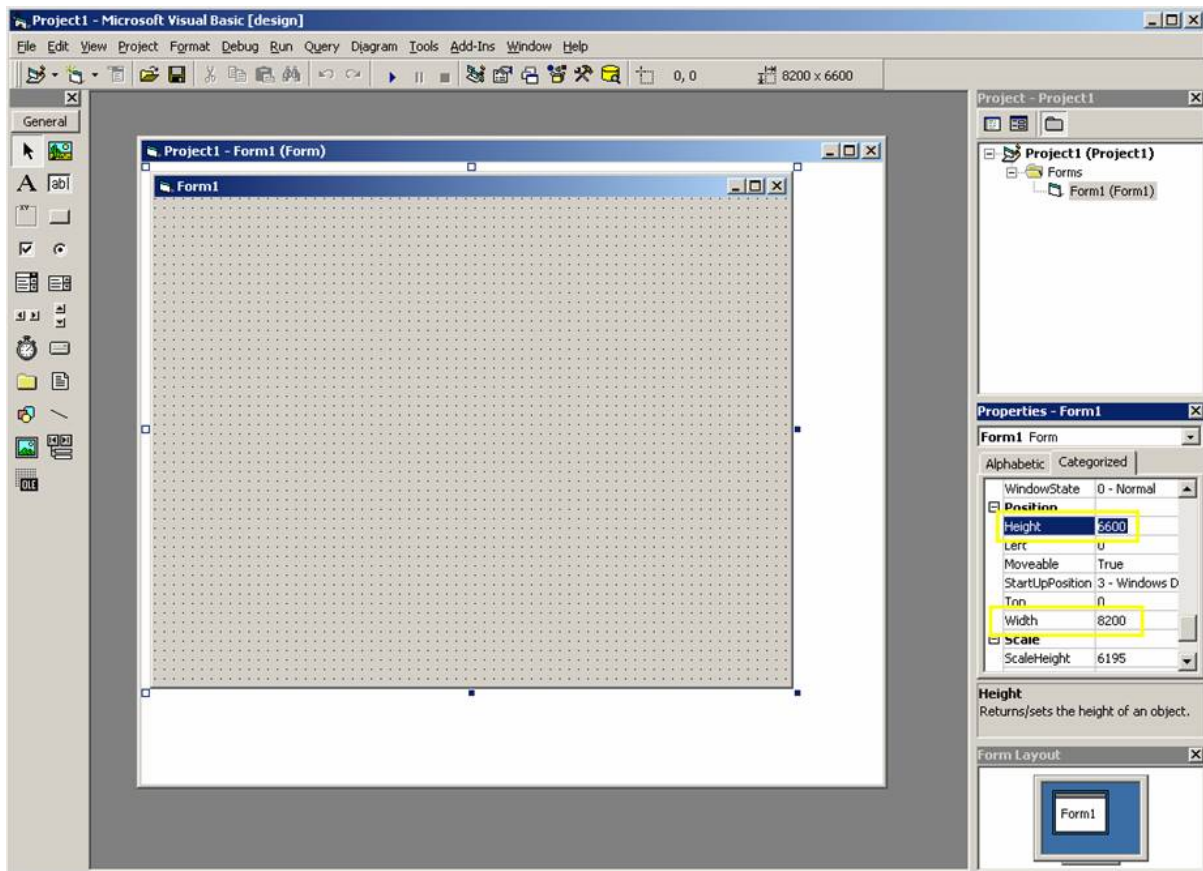 Project1 - Microsoft Visual Basic [design]
File Edit View Project Format Debug Run Query Diagram Tools Add-Ins Window Help
0, 0 8200 x 6600
General
A ab|
XY
OLE
Project1 - Form1 (Form)
Form1
Project - Project1
Project1 (Project1)
Forms
Form1 (Form1)
Properties - Form1
Form1 Form
Alphabetic Categorized
WindowState 0 - Normal
Position
Height 6600
Left 0
Moveable True
StartUpPosition 3 - Windows D
Top 0
Width 8200
Scale
ScaleHeight 6195
Height
Returns/sets the height of an object.
Form Layout
Form1